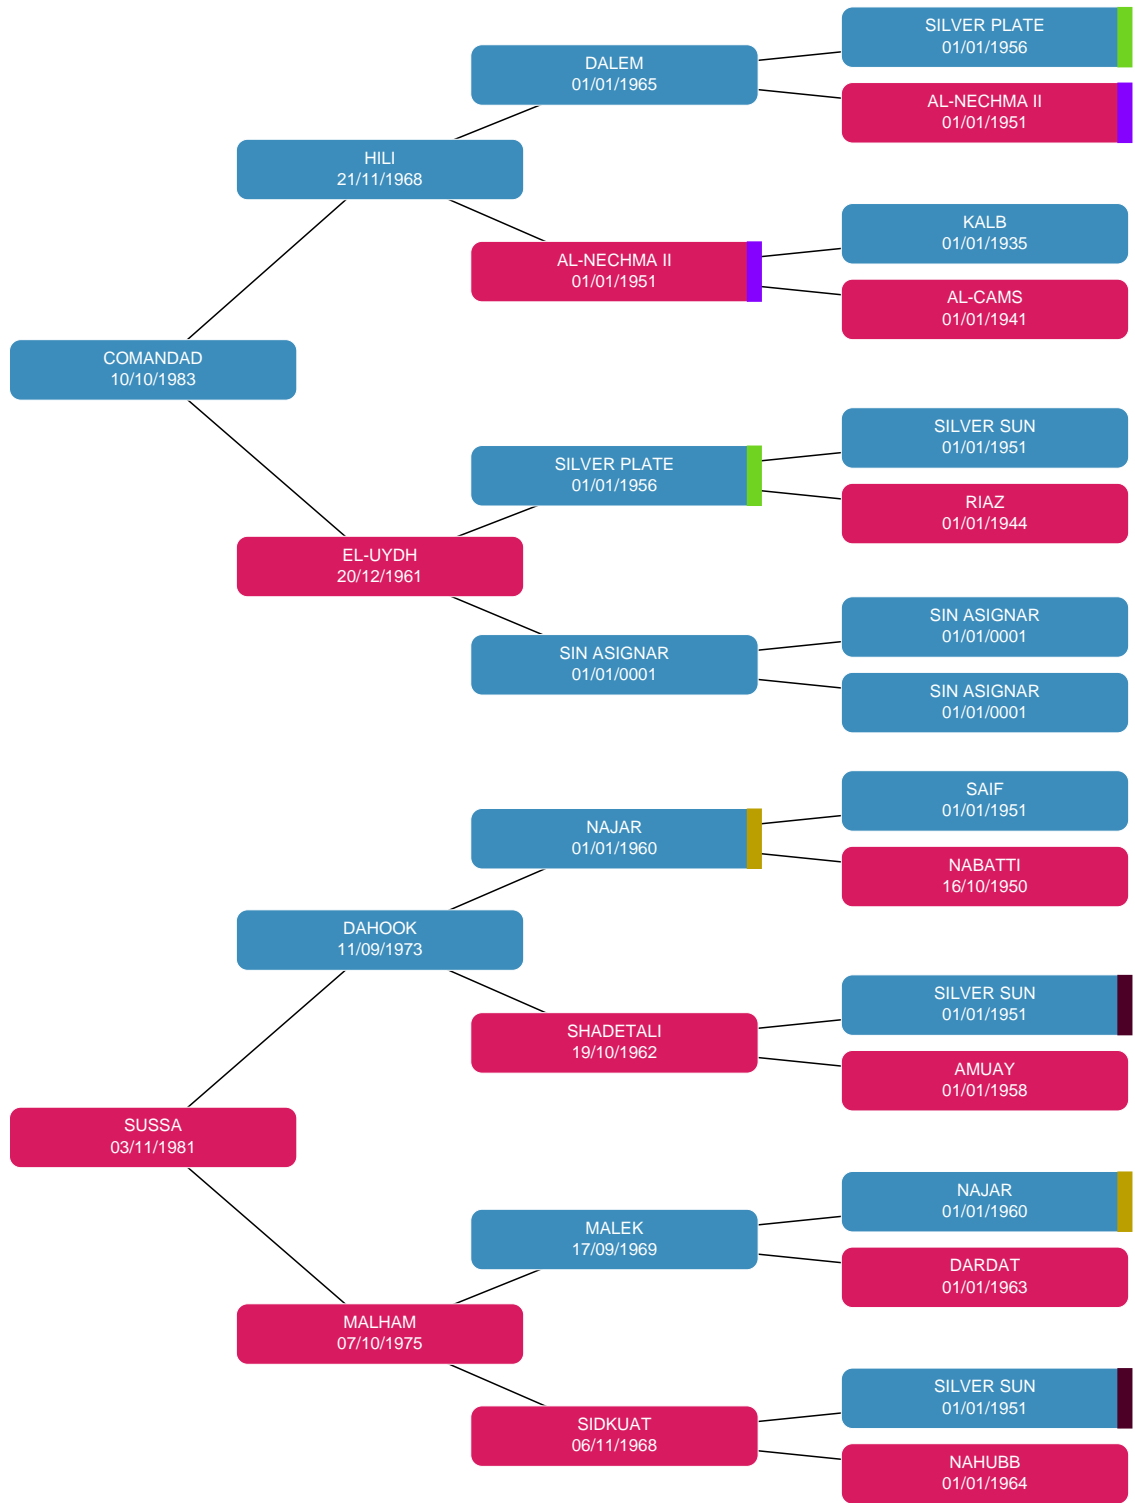 SILVER PLATE
01/01/1956
DALEM
01/01/1965
AL-NECHMA II
01/01/1951
HILI
21/11/1968
KALB
01/01/1935
AL-NECHMA II
01/01/1951
AL-CAMS
01/01/1941
COMANDAD
10/10/1983
SILVER SUN
01/01/1951
SILVER PLATE
01/01/1956
RIAZ
01/01/1944
EL-UYDH
20/12/1961
SIN ASIGNAR
01/01/0001
SIN ASIGNAR
01/01/0001
SIN ASIGNAR
01/01/0001
SAIF
01/01/1951
NAJAR
01/01/1960
NABATTI
16/10/1950
DAHOOK
11/09/1973
SILVER SUN
01/01/1951
SHADETALI
19/10/1962
AMUAY
01/01/1958
SUSSA
03/11/1981
NAJAR
01/01/1960
MALEK
17/09/1969
DARDAT
01/01/1963
MALHAM
07/10/1975
SILVER SUN
01/01/1951
SIDKUAT
06/11/1968
NAHUBB
01/01/1964